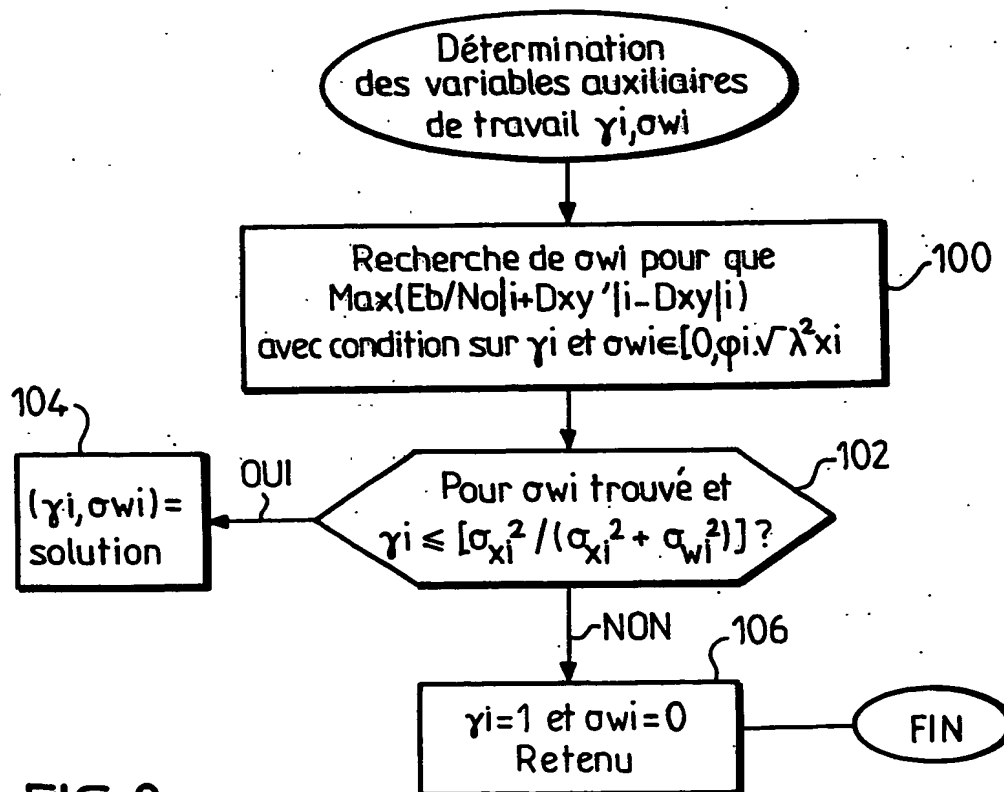 Détermination
des variables auxiliaires
de travail γi,σwi
Recherche de σwi pour que
Max(Eb/No|i+Dxy'|i-Dxy|i)
avec condition sur γi et σwi∈[0,φi.√λ²xi
100
104
102
OUI
(γi,σwi)=
solution
Pour σwi trouvé et
γi ⩽ [σxi²/(σxi² + σwi²)] ?
NON
106
γi=1 et σwi=0
Retenu
FIN